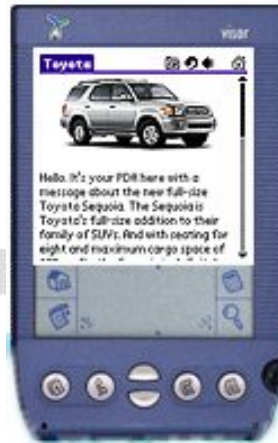 visor
Toyota
Hello. It's your PDA here with a
message about the new full-size
Toyota Sequoia. The Sequoia is
Toyota's full-size addition to their
family of SUVs. And with seating for
eight and maximum cargo space of